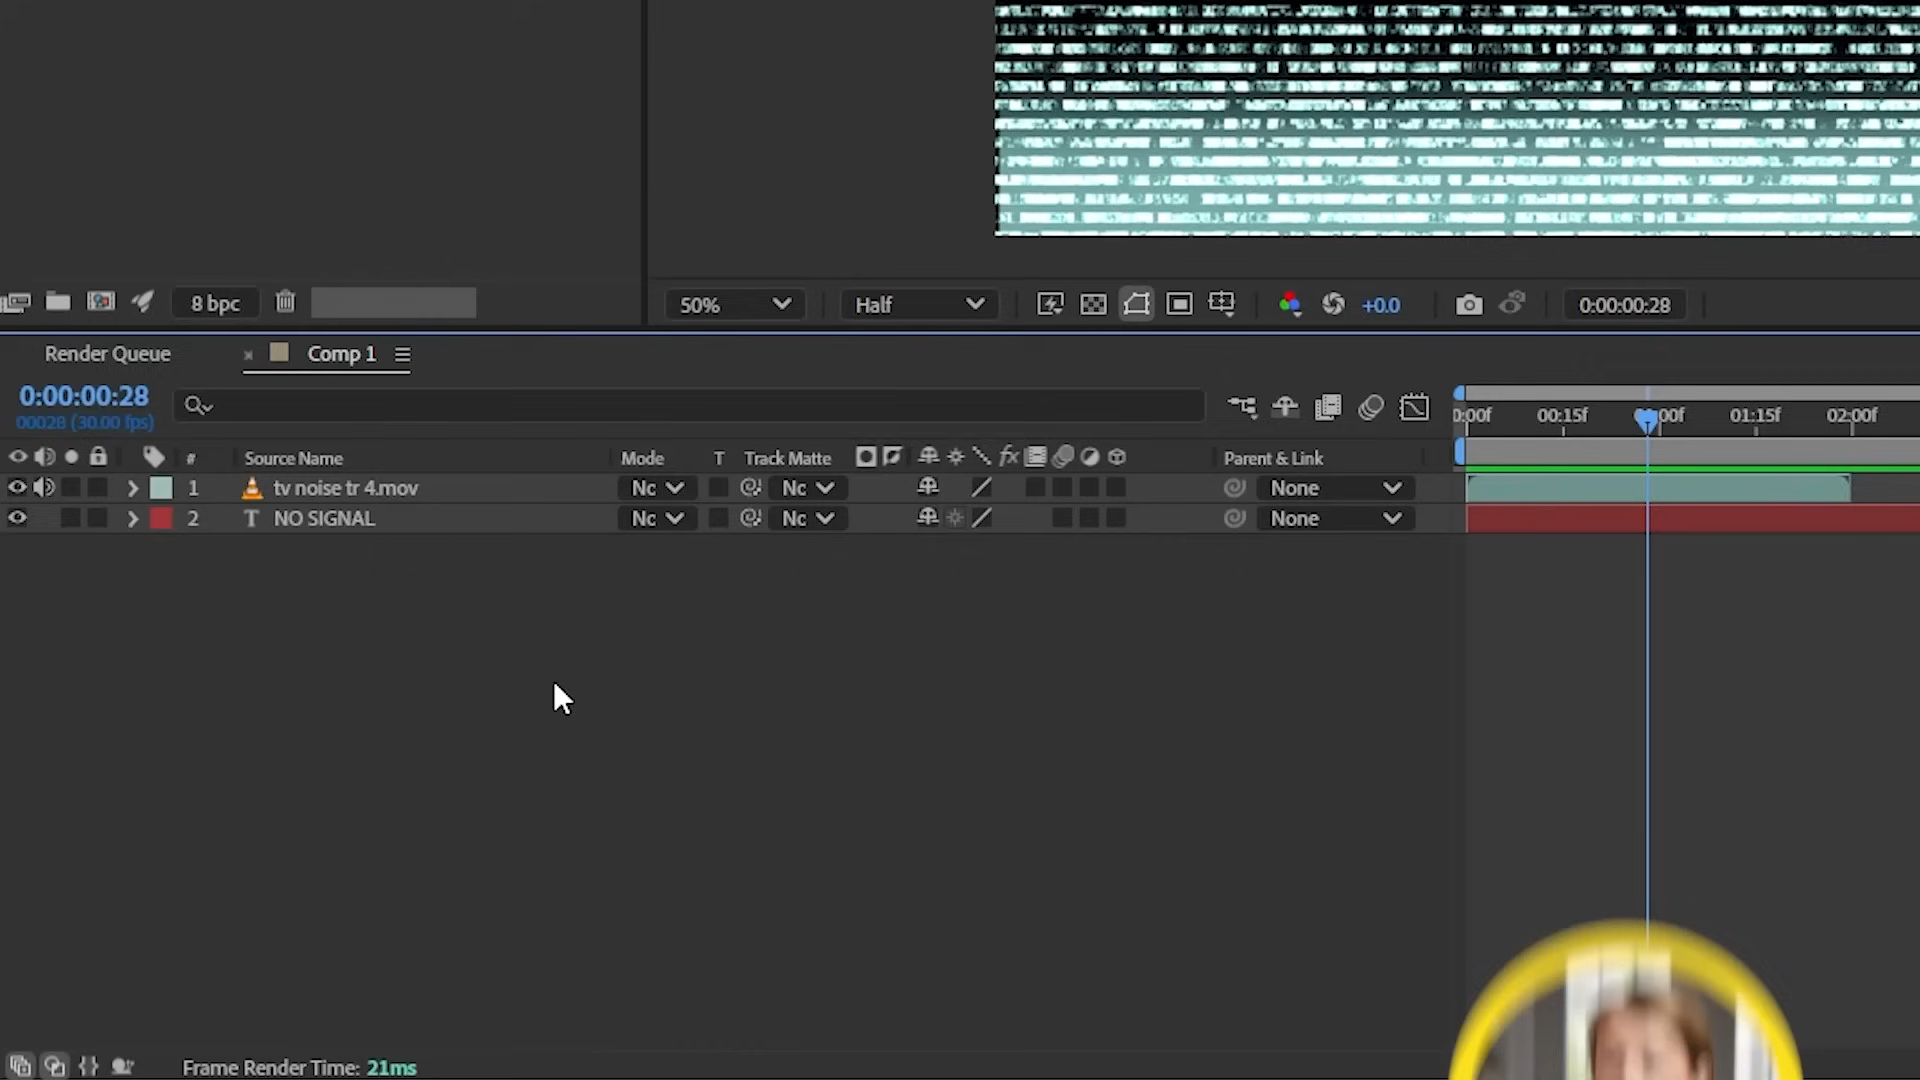 8 bpc
50%
Half
+0.0
0:00:00:28
Render Queue
× Comp 1
0:00:00:28
00028 (30.00 fps)
0:00f 00:15f 01:15f 02:00f
# Source Name Mode T Track Matte fx Parent & Link
1 tv noise tr 4.mov Nc Nc None
2 T NO SIGNAL Nc Nc None
Frame Render Time: 21ms